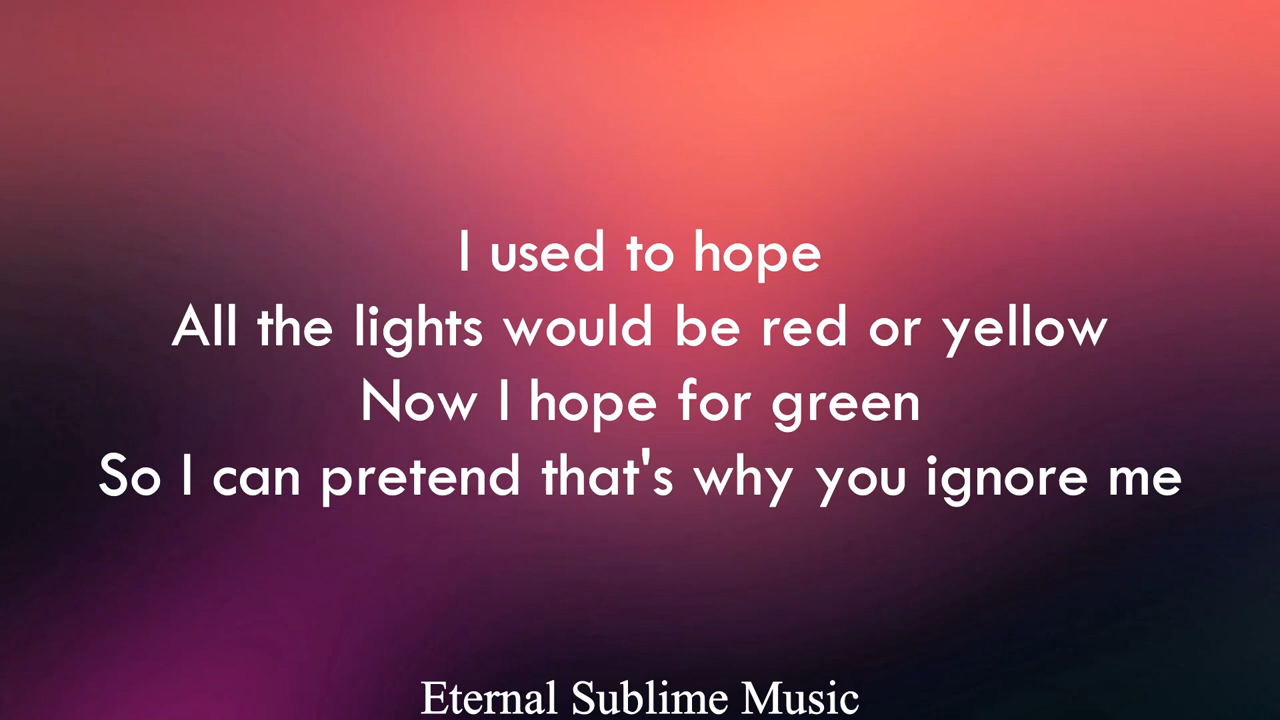 I used to hope
All the lights would be red or yellow
Now I hope for green
So I can pretend that's why you ignore me
Eternal Sublime Music